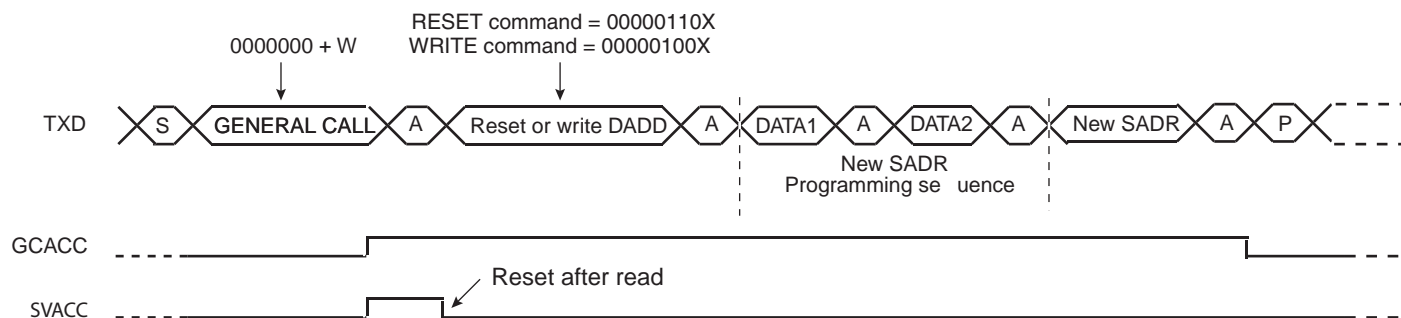 RESET command = 00000110X
0000000 + W
WRITE command = 00000100X
TXD
S
GENERAL CALL
A
Reset or write DADD
A
DATA1
A
DATA2
A
New SADR
A
P
New SADR
Programming se uence
GCACC
Reset after read
SVACC